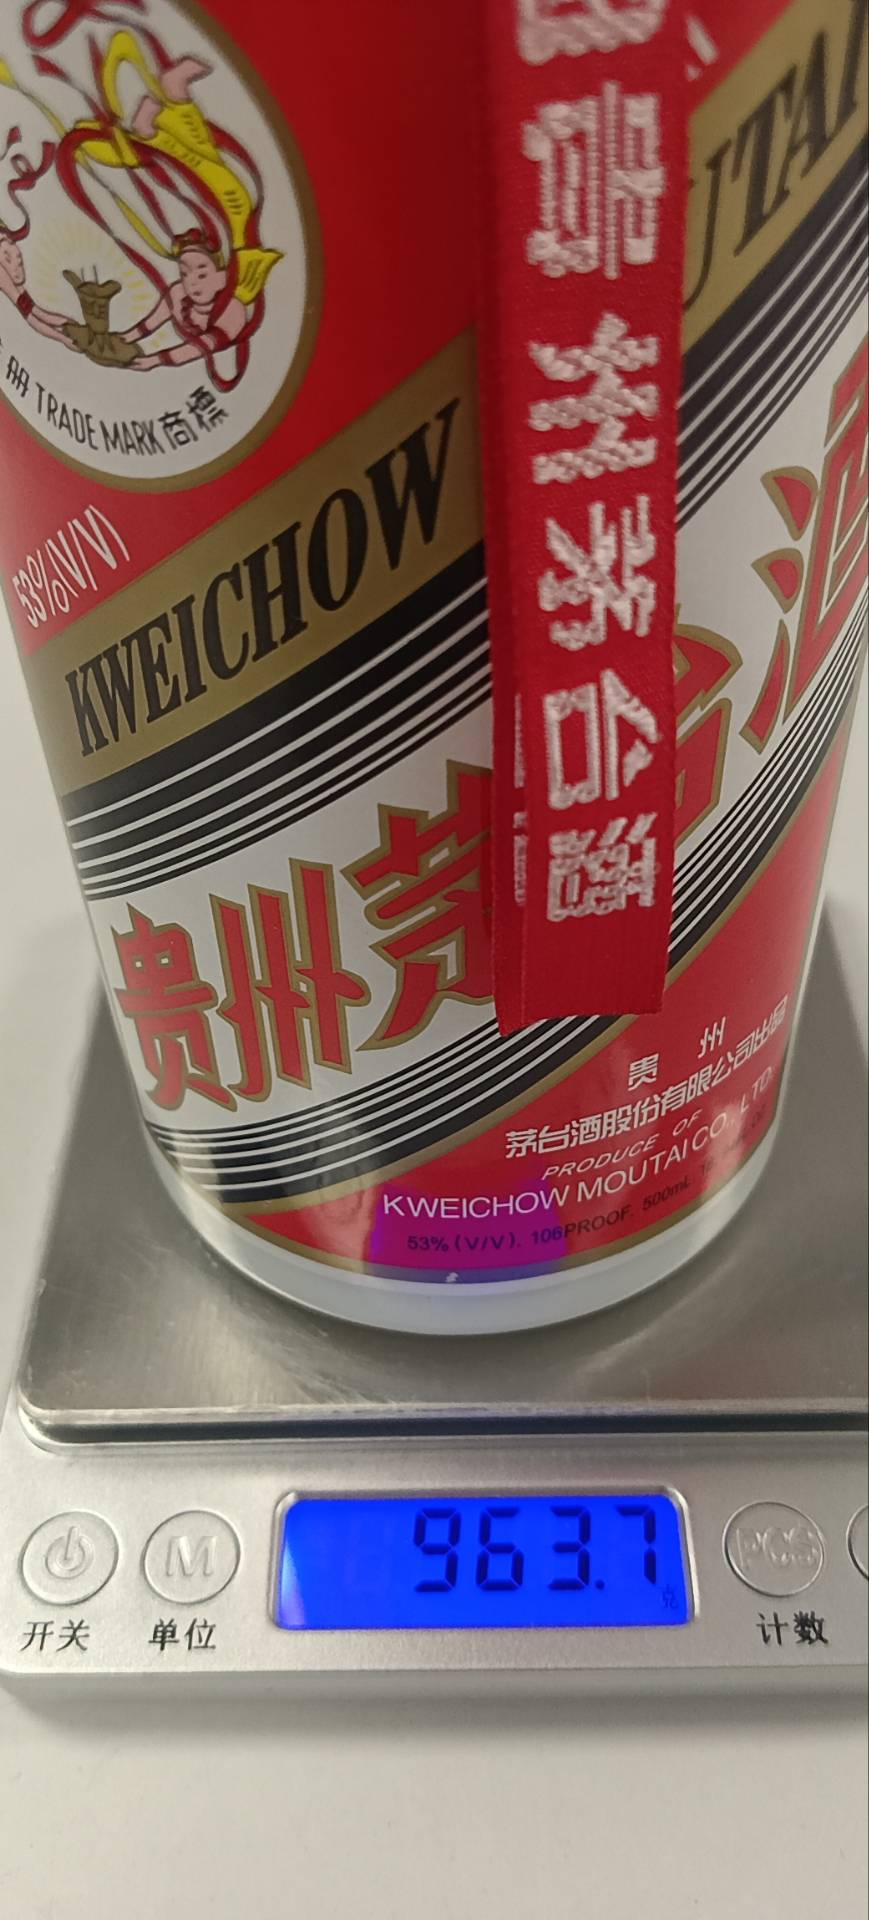 册 TRADE MARK 商標
53%(V/V)
KWEICHOW
UTAI
贵州茅台酒
贵州茅台酒
贵州
茅台酒股份有限公司出品
PRODUCE OF
KWEICHOW MOUTAI CO., LTD.
53% (V/V). 106PROOF. 500mL
963.7
克
M
PCS
开关
单位
计数